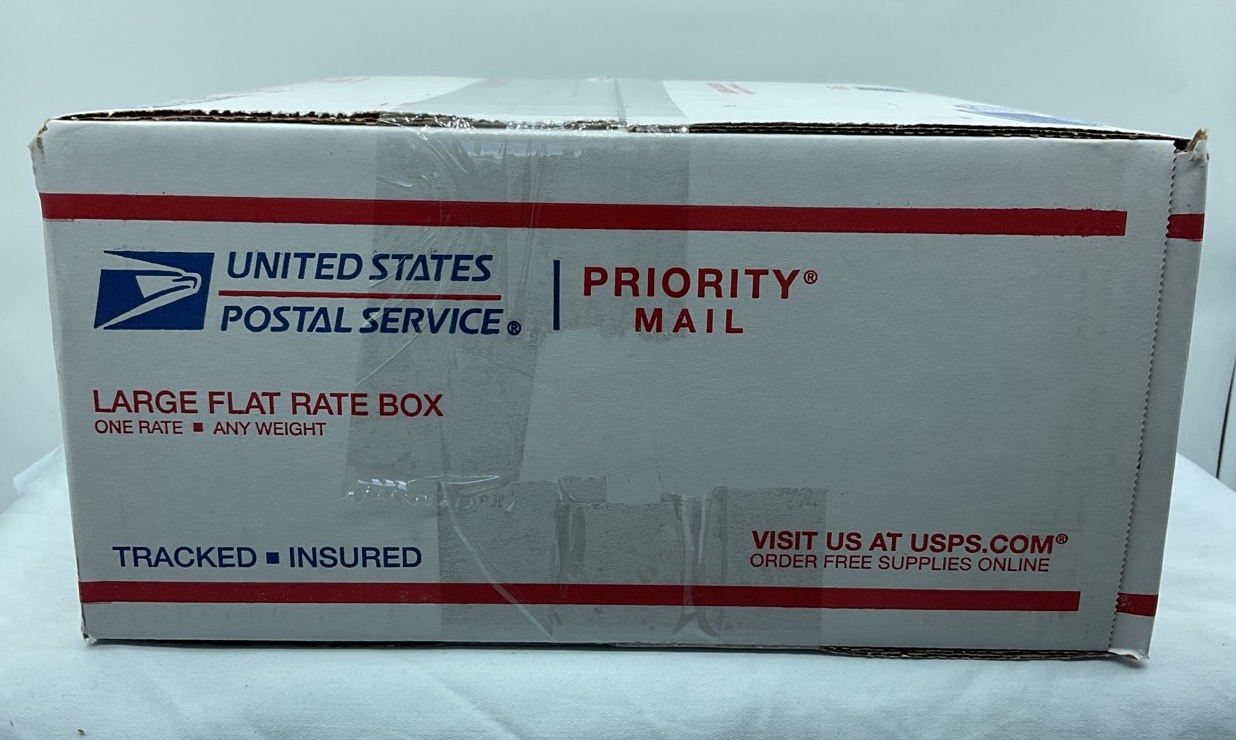 UNITED STATES
POSTAL SERVICE®
PRIORITY®
MAIL
LARGE FLAT RATE BOX
ONE RATE ■ ANY WEIGHT
TRACKED ■ INSURED
VISIT US AT USPS.COM®
ORDER FREE SUPPLIES ONLINE